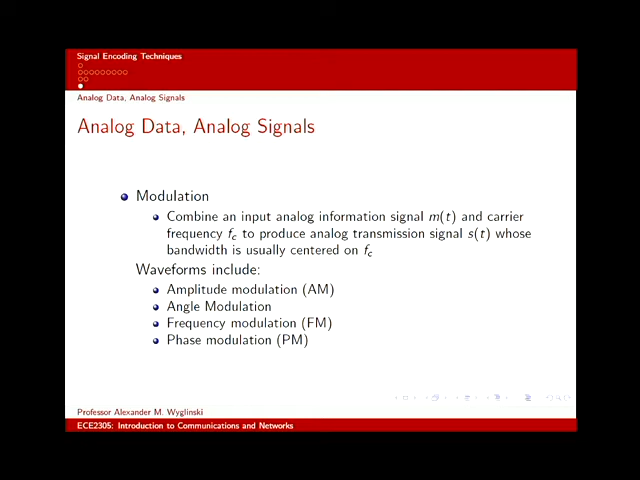 Signal Encoding Techniques
Analog Data, Analog Signals
Analog Data, Analog Signals
Modulation
Combine an input analog information signal m(t) and carrier
frequency f_c to produce analog transmission signal s(t) whose
bandwidth is usually centered on f_c
Waveforms include:
Amplitude modulation (AM)
Angle Modulation
Frequency modulation (FM)
Phase modulation (PM)
Professor Alexander M. Wyglinski
ECE2305: Introduction to Communications and Networks